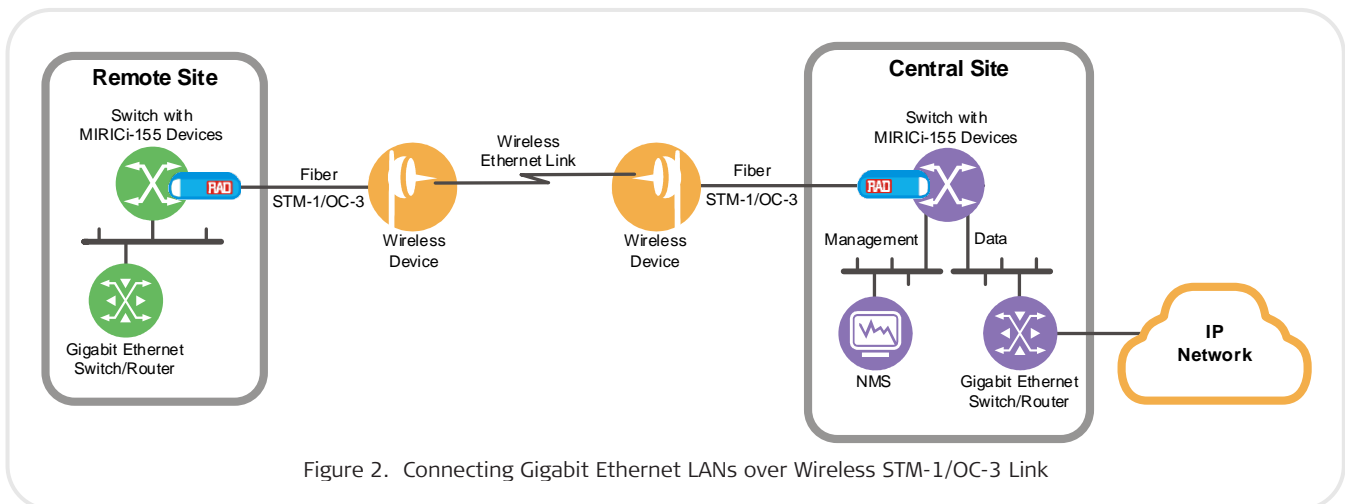 Remote Site
Switch with
MIRICi-155 Devices
RAD
Gigabit Ethernet
Switch/Router
Fiber
STM-1/OC-3
Wireless
Device
Wireless
Ethernet Link
Wireless
Device
Fiber
STM-1/OC-3
Central Site
Switch with
MIRICi-155 Devices
RAD
Management
Data
NMS
Gigabit Ethernet
Switch/Router
IP
Network
Figure 2. Connecting Gigabit Ethernet LANs over Wireless STM-1/OC-3 Link